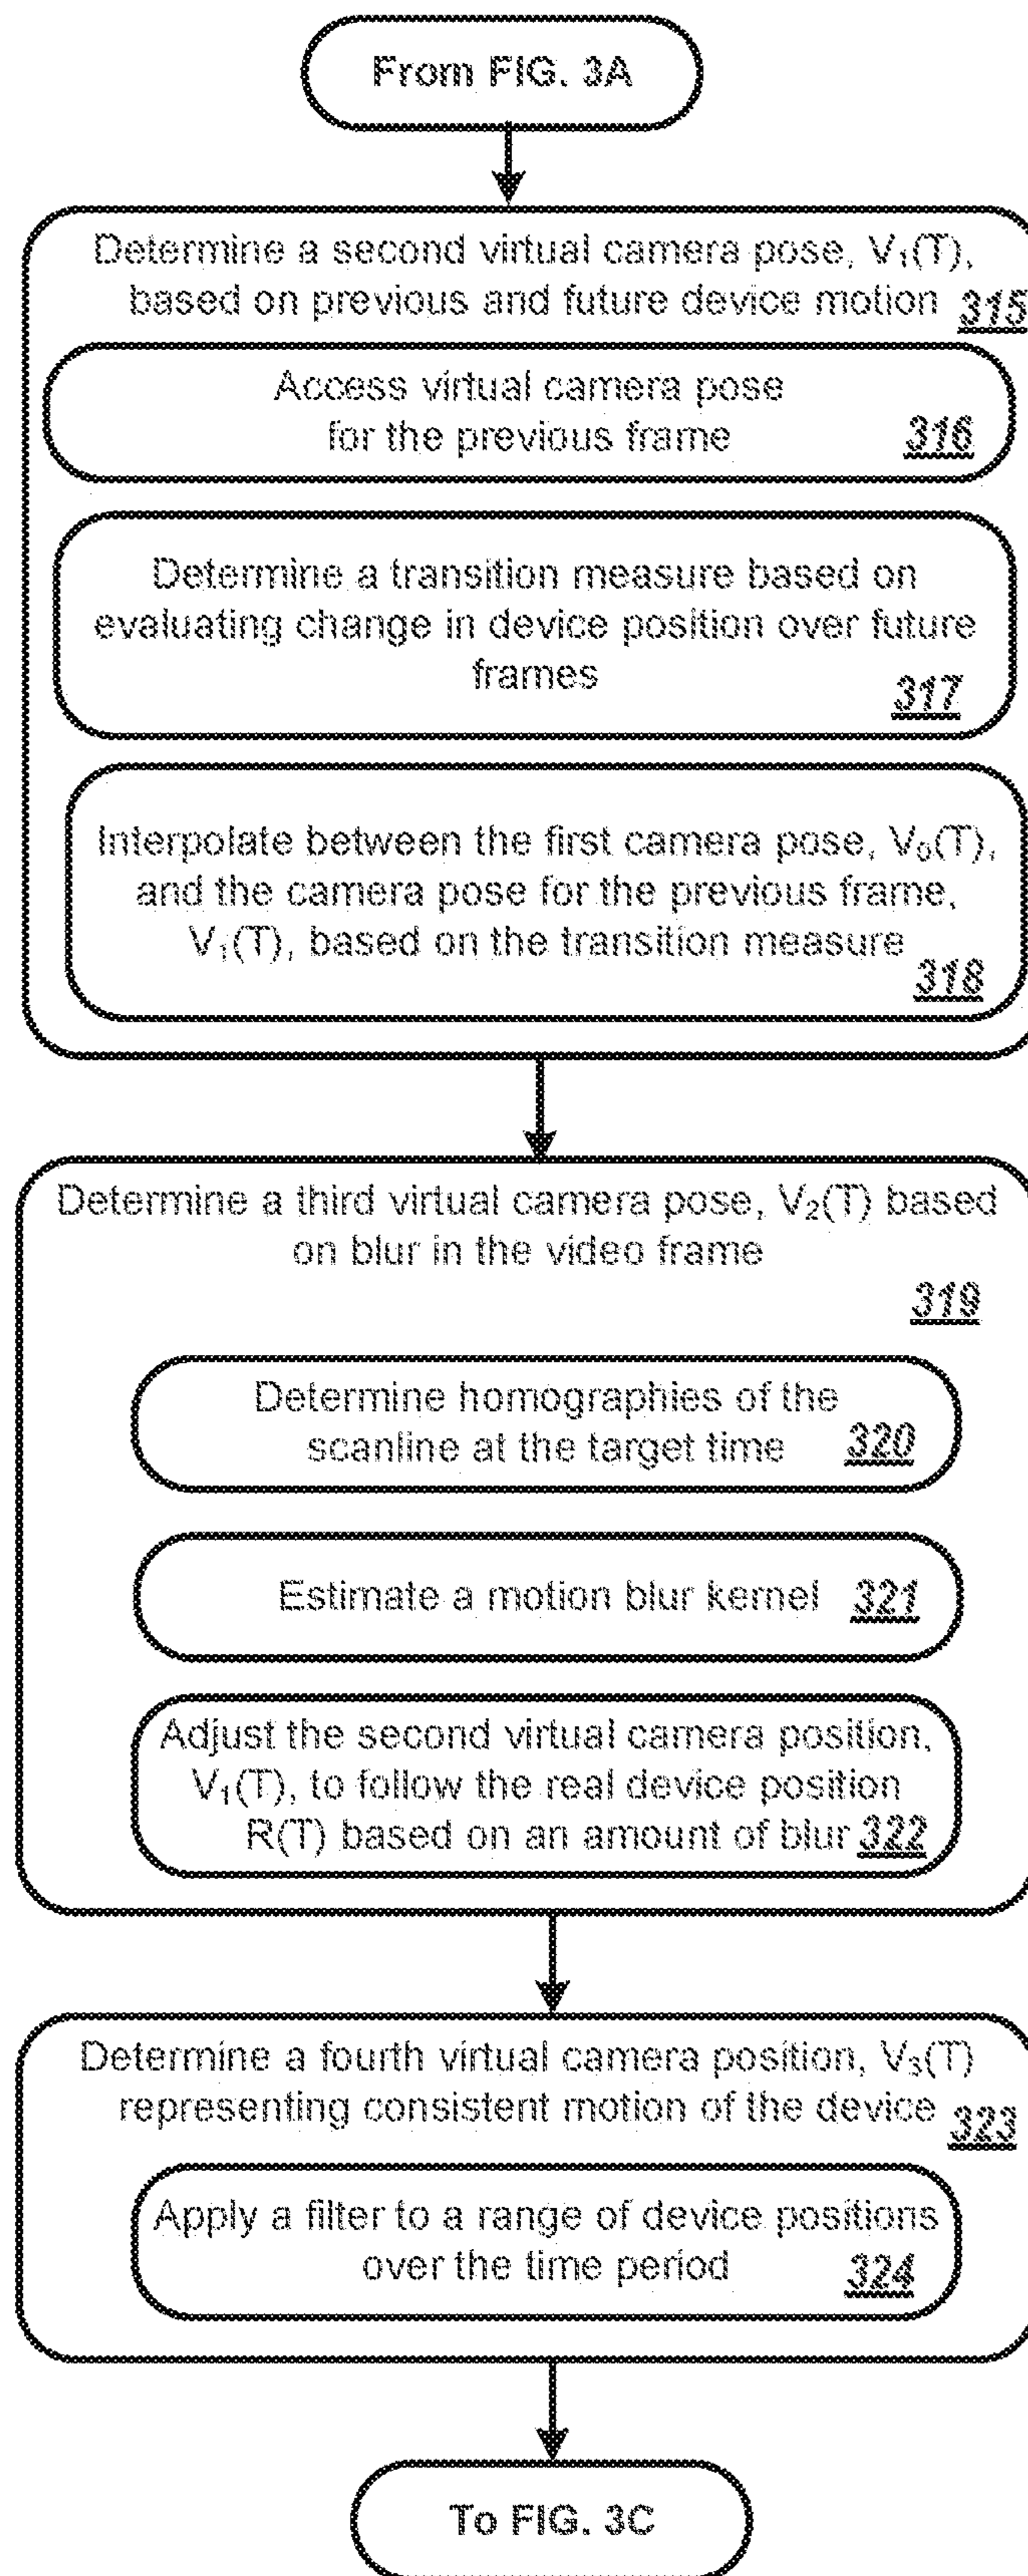 From FIG. 3A
Determine a second virtual camera pose, V₁(T),
based on previous and future device motion 315
Access virtual camera pose
for the previous frame 316
Determine a transition measure based on
evaluating change in device position over future
frames
317
Interpolate between the first camera pose, V₀(T),
and the camera pose for the previous frame,
V₁(T), based on the transition measure
318
Determine a third virtual camera pose, V₂(T) based
on blur in the video frame
319
Determine homographies of the
scanline at the target time 320
Estimate a motion blur kernel 321
Adjust the second virtual camera position,
V₁(T), to follow the real device position
R(T) based on an amount of blur 322
Determine a fourth virtual camera position, V₃(T)
representing consistent motion of the device 323
Apply a filter to a range of device positions
over the time period 324
To FIG. 3C